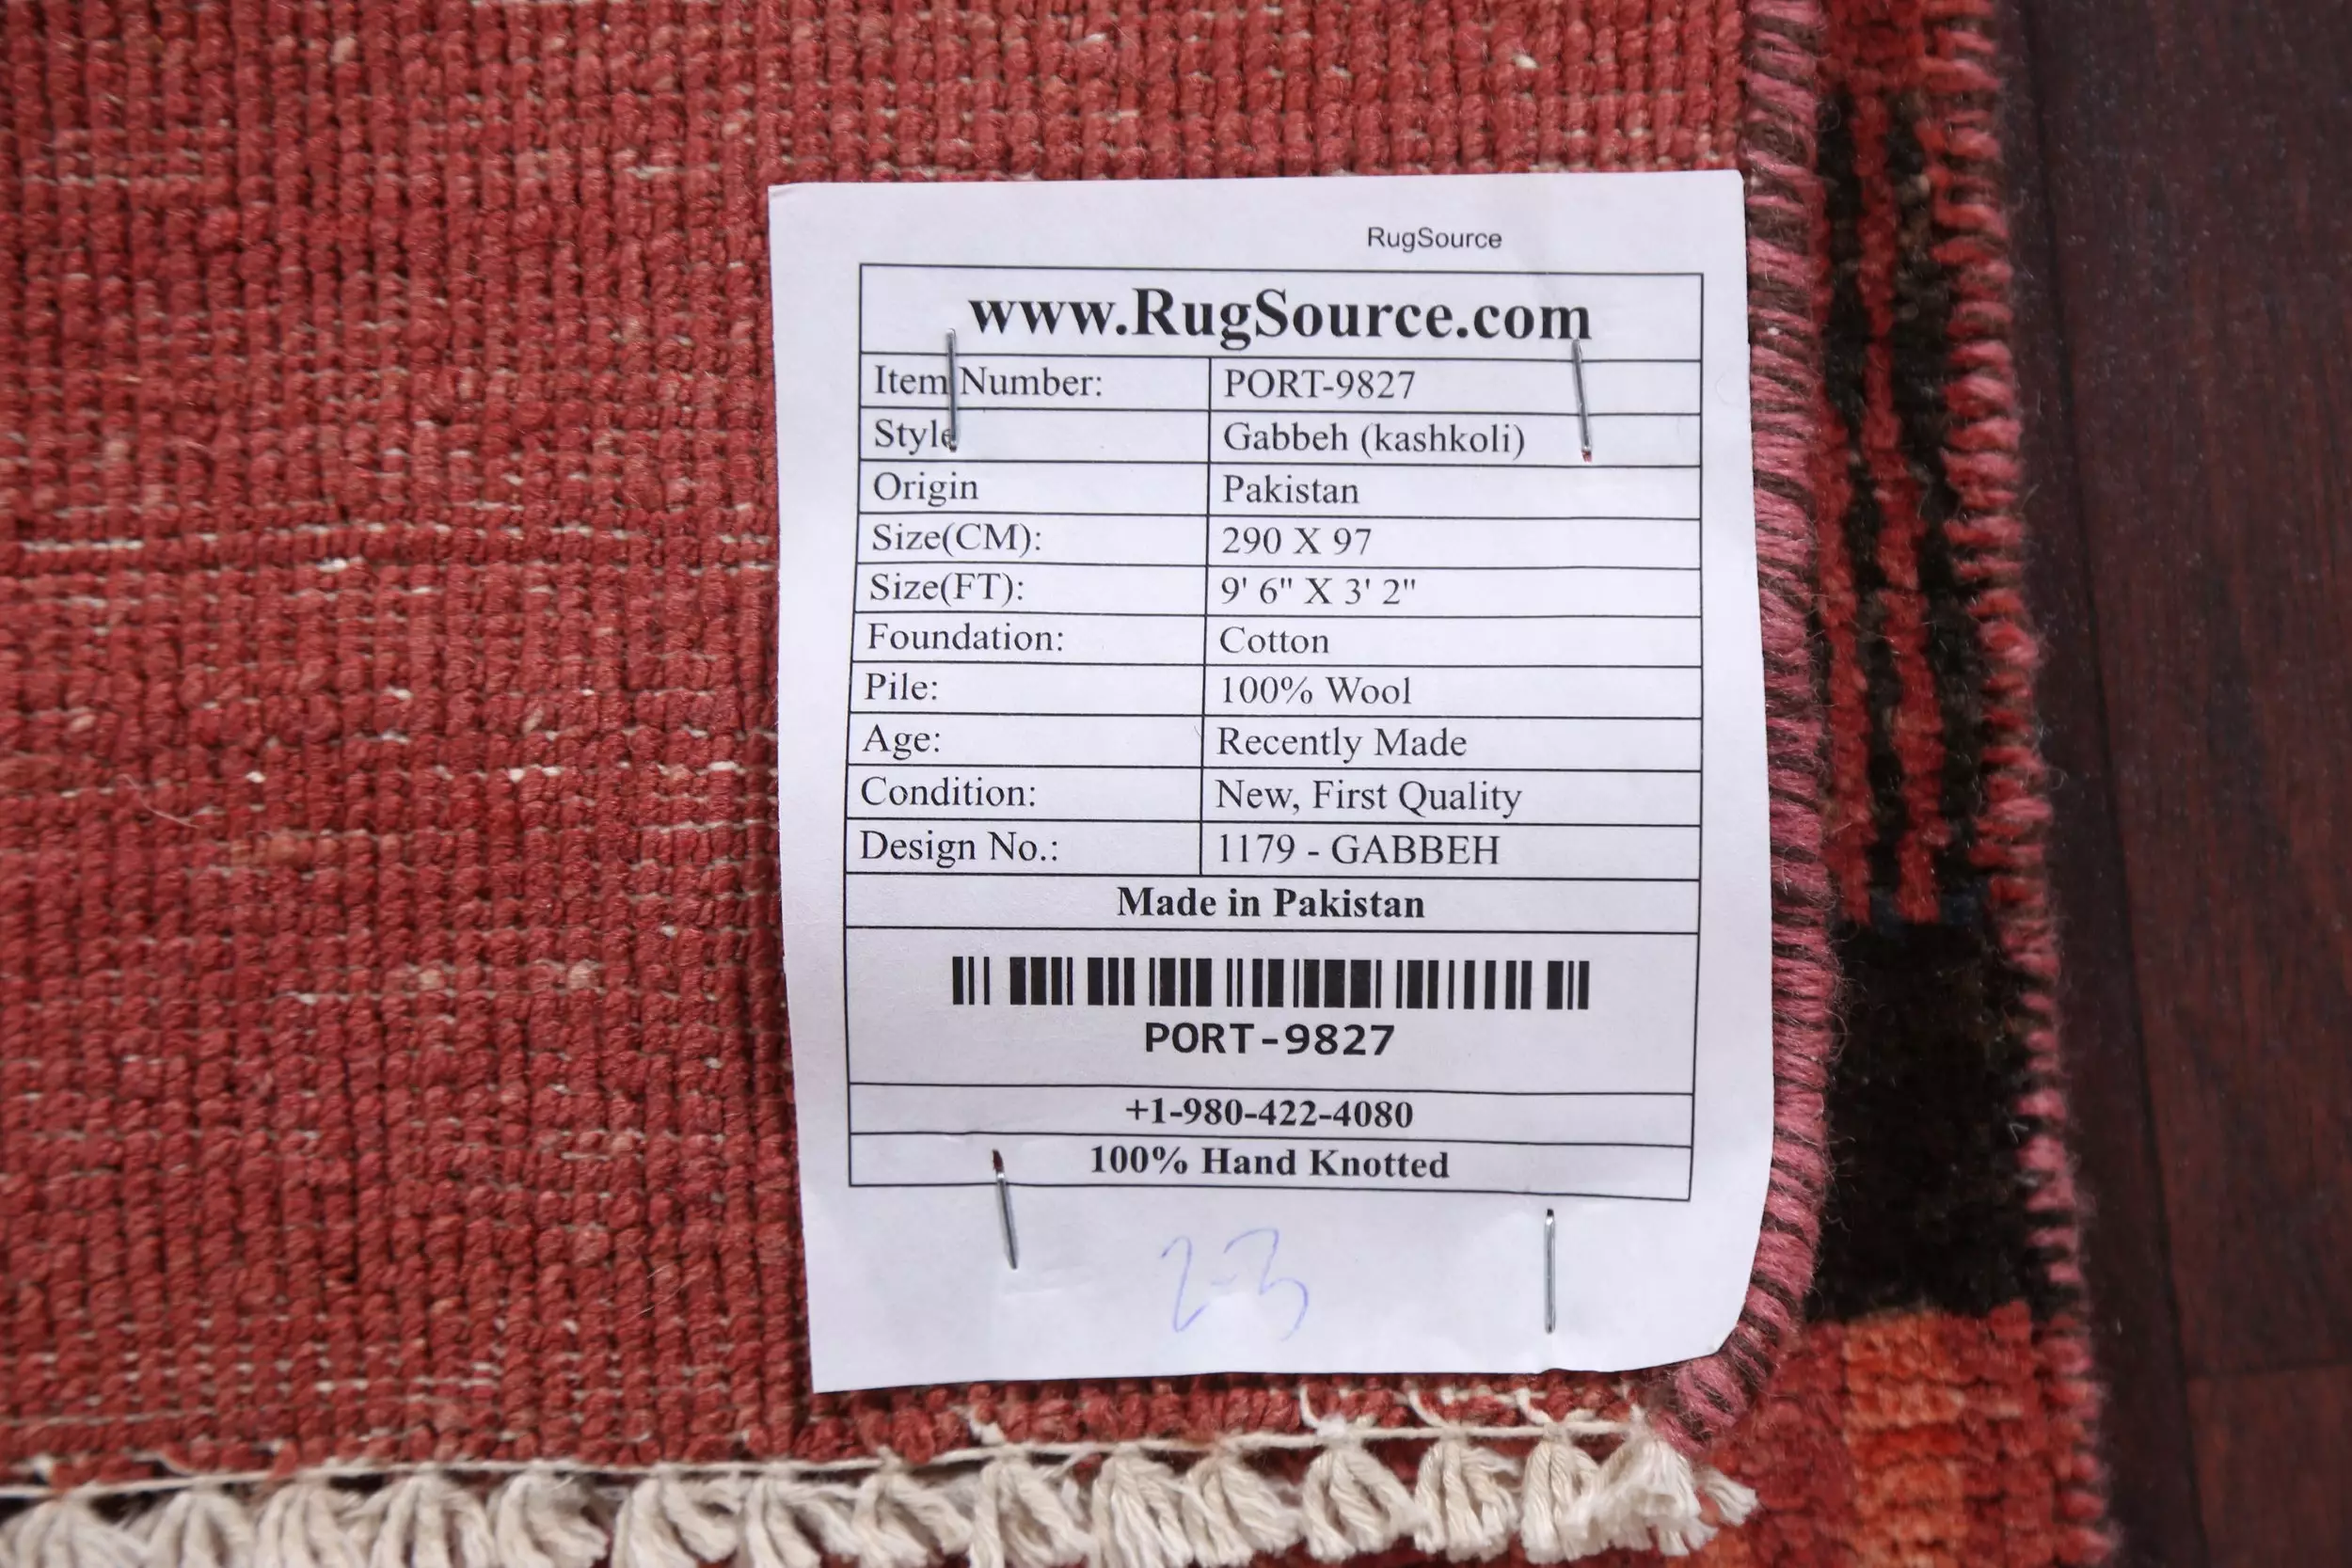 RugSource
www.RugSource.com
Item Number: PORT-9827
Style Gabbeh (kashkoli)
Origin Pakistan
Size(CM): 290 X 97
Size(FT): 9' 6" X 3' 2"
Foundation: Cotton
Pile: 100% Wool
Age: Recently Made
Condition: New, First Quality
Design No.: 1179 - GABBEH
Made in Pakistan
PORT-9827
+1-980-422-4080
100% Hand Knotted
2-3